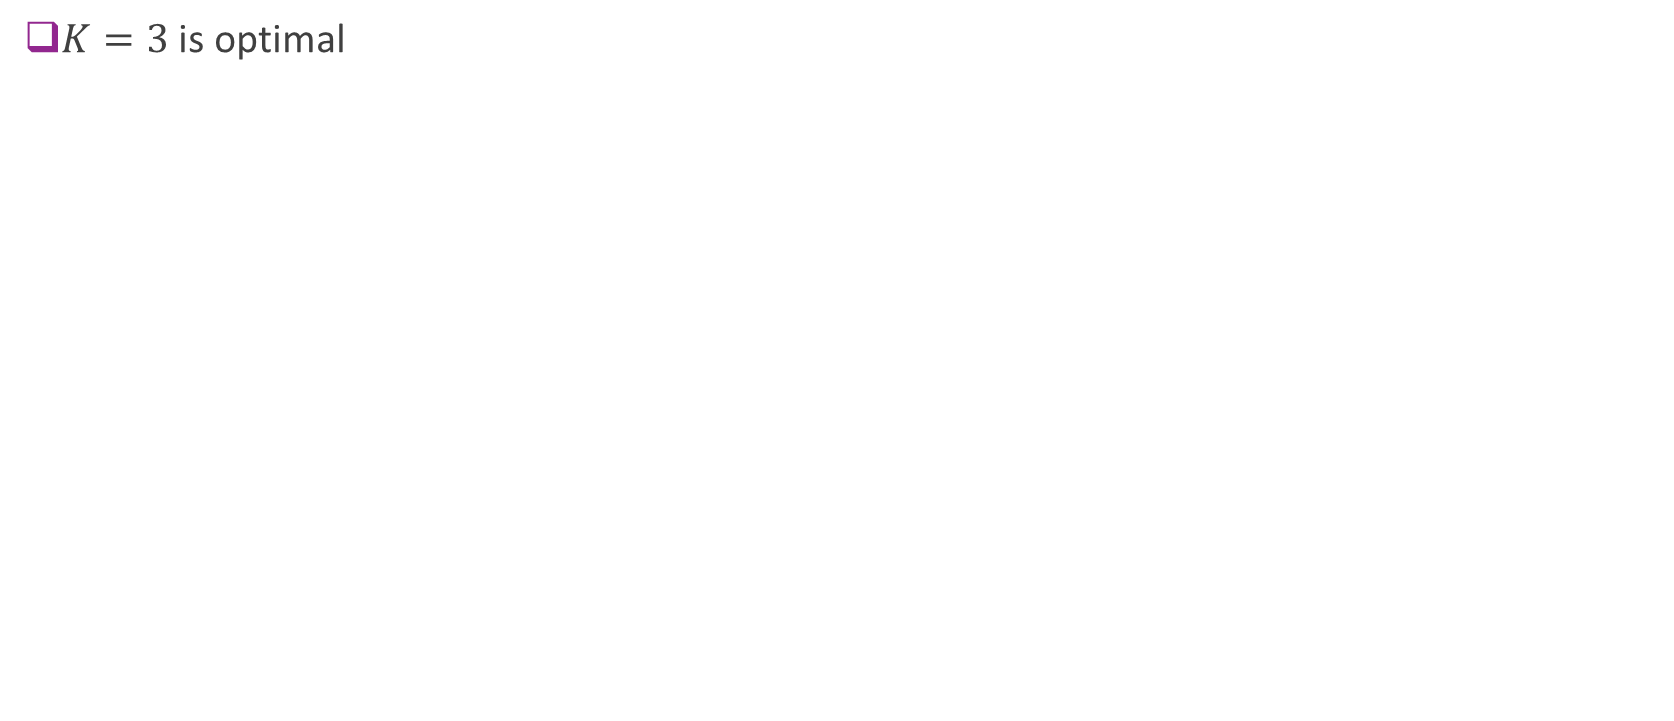 ❑K = 3 is optimal